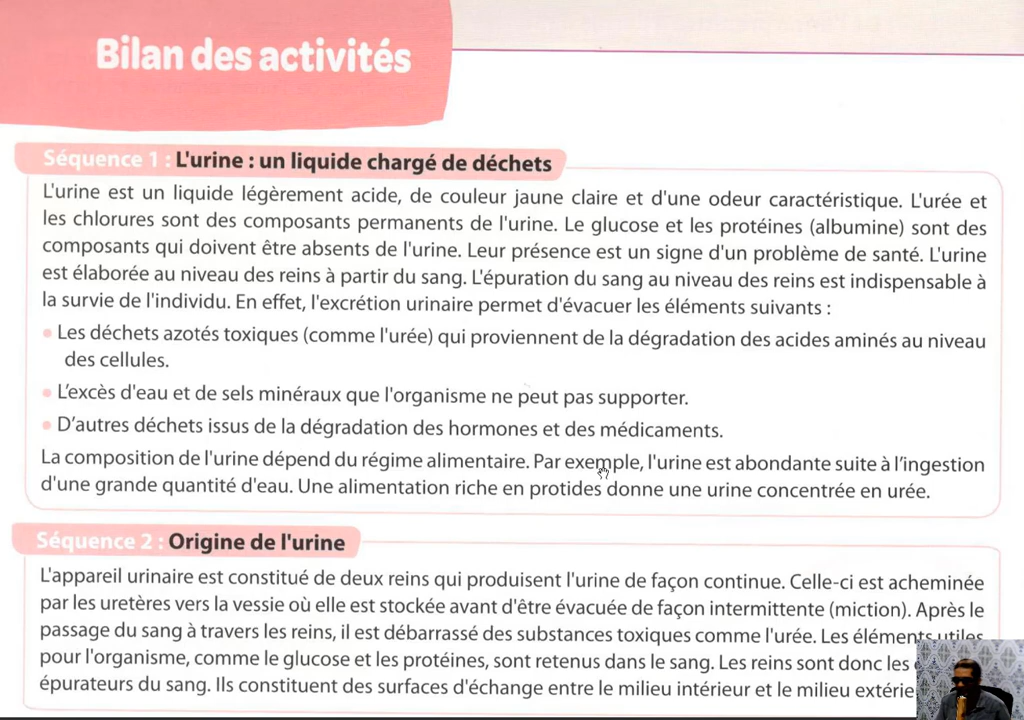 Bilan des activités
Séquence 1 : L'urine : un liquide chargé de déchets
L'urine est un liquide légèrement acide, de couleur jaune claire et d'une odeur caractéristique. L'urée et
les chlorures sont des composants permanents de l'urine. Le glucose et les protéines (albumine) sont des
composants qui doivent être absents de l'urine. Leur présence est un signe d'un problème de santé. L'urine
est élaborée au niveau des reins à partir du sang. L'épuration du sang au niveau des reins est indispensable à
la survie de l'individu. En effet, l'excrétion urinaire permet d'évacuer les éléments suivants :
• Les déchets azotés toxiques (comme l'urée) qui proviennent de la dégradation des acides aminés au niveau
des cellules.
• L'excès d'eau et de sels minéraux que l'organisme ne peut pas supporter.
• D'autres déchets issus de la dégradation des hormones et des médicaments.
La composition de l'urine dépend du régime alimentaire. Par exemple, l'urine est abondante suite à l'ingestion
d'une grande quantité d'eau. Une alimentation riche en protides donne une urine concentrée en urée.
Séquence 2 : Origine de l'urine
L'appareil urinaire est constitué de deux reins qui produisent l'urine de façon continue. Celle-ci est acheminée
par les uretères vers la vessie où elle est stockée avant d'être évacuée de façon intermittente (miction). Après le
passage du sang à travers les reins, il est débarrassé des substances toxiques comme l'urée. Les éléments utiles
pour l'organisme, comme le glucose et les protéines, sont retenus dans le sang. Les reins sont donc les
épurateurs du sang. Ils constituent des surfaces d'échange entre le milieu intérieur et le milieu